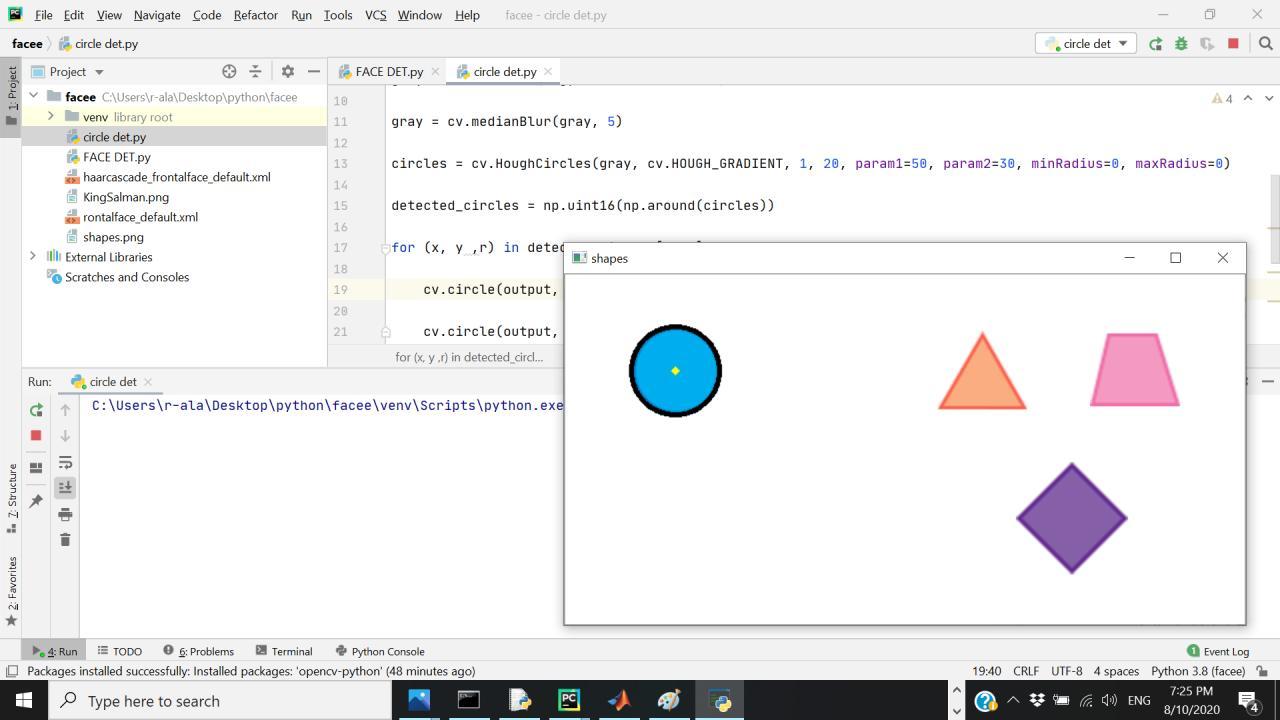 File Edit View Navigate Code Refactor Run Tools VCS Window Help facee - circle det.py
facee circle det.py circle det
1: Project
Project
FACE DET.py circle det.py
facee C:\Users\r-ala\Desktop\python\facee
venv library root
circle det.py
FACE DET.py
haarcascade_frontalface_default.xml
KingSalman.png
rontalface_default.xml
shapes.png
External Libraries
Scratches and Consoles
4
10
11 gray = cv.medianBlur(gray, 5)
12
13 circles = cv.HoughCircles(gray, cv.HOUGH_GRADIENT, 1, 20, param1=50, param2=30, minRadius=0, maxRadius=0)
14
15 detected_circles = np.uint16(np.around(circles))
16
17 for (x, y ,r) in detec
18
19 cv.circle(output,
20
21 cv.circle(output,
for (x, y ,r) in detected_circl...
shapes
Run: circle det
C:\Users\r-ala\Desktop\python\facee\venv\Scripts\python.exe
7: Structure
2: Favorites
4: Run TODO 6: Problems Terminal Python Console 1 Event Log
Packages installed successfully: Installed packages: 'opencv-python' (48 minutes ago) 19:40 CRLF UTF-8 4 spaces Python 3.8 (facee)
Type here to search
ENG
7:25 PM
8/10/2020
4